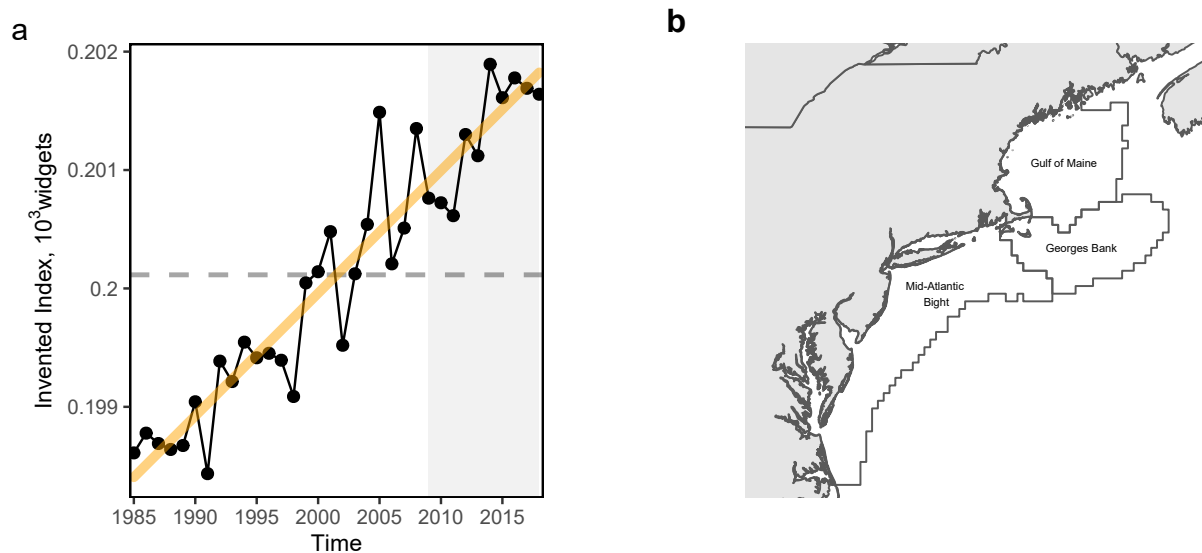 a
Invented Index, 10³widgets
0.202
0.201
0.2
0.199
1985 1990 1995 2000 2005 2010 2015
Time
b
Gulf of Maine
Georges Bank
Mid-Atlantic
Bight